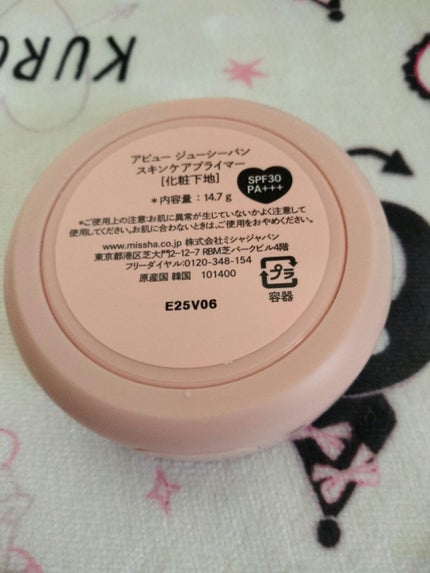 KURO
アピュー ジューシーパン
スキンケアプライマー
[化粧下地]
SPF30
PA+++
*内容量：14.7 g
*ご使用上の注意:お肌に異常が生じていないかよく注意して
使用してください。お肌に合わないときは、ご使用をおやめください。
www.missha.co.jp 株式会社ミシャジャパン
東京都港区芝大門2-12-7 RBM芝パークビル4階
フリーダイヤル:0120-348-154
原産国 韓国 101400
プラ
容器
E25V06